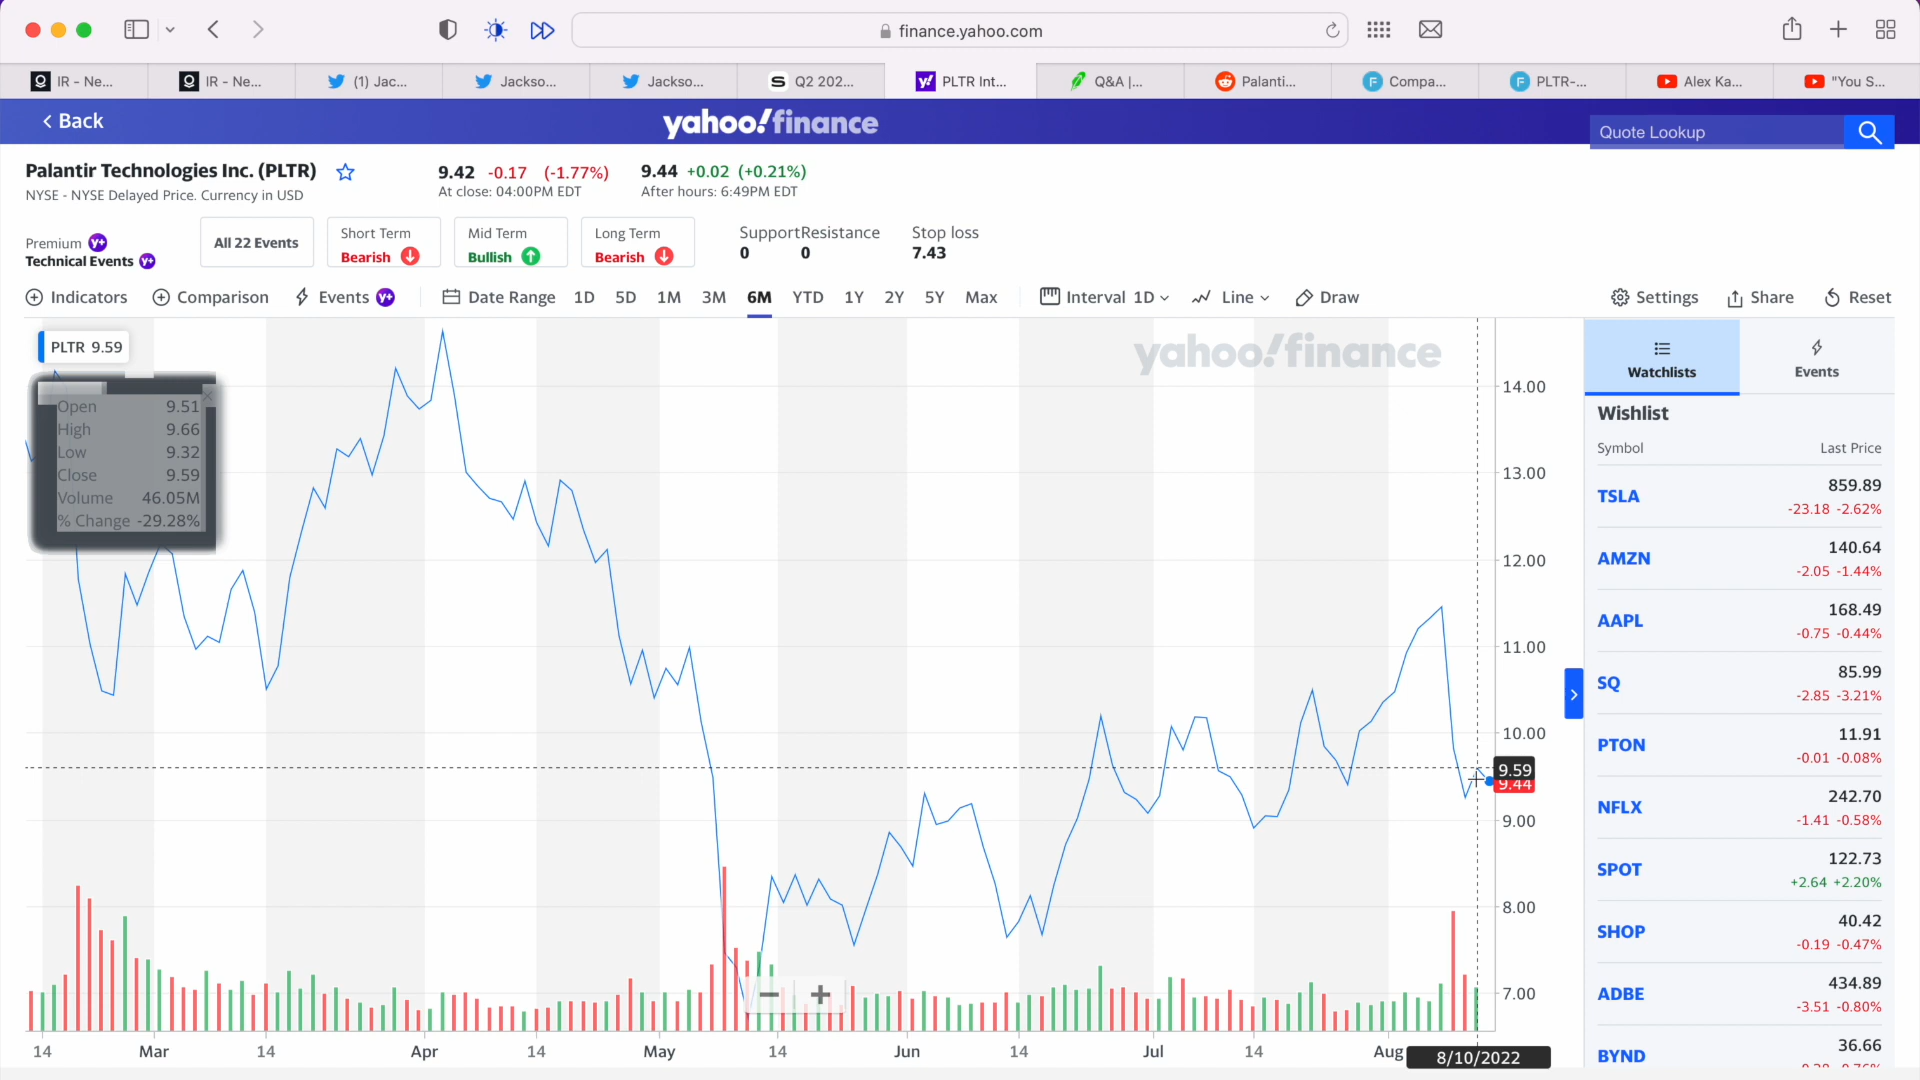 finance.yahoo.com
IR - Ne...
IR - Ne...
(1) Jac...
Jackso...
Jackso...
S Q2 202...
y! PLTR Int...
Q&A |...
Palanti...
F Compa...
F PLTR-...
Alex Ka...
"You S...
Back
yahoo!finance
Quote Lookup
Palantir Technologies Inc. (PLTR)
9.42 -0.17 (-1.77%)
9.44 +0.02 (+0.21%)
NYSE - NYSE Delayed Price. Currency in USD
At close: 04:00PM EDT
After hours: 6:49PM EDT
Premium y+
Technical Events y+
All 22 Events
Short Term
Bearish
Mid Term
Bullish
Long Term
Bearish
Support
0
Resistance
0
Stop loss
7.43
Indicators
Comparison
Events y+
Date Range 1D 5D 1M 3M 6M YTD 1Y 2Y 5Y Max
Interval 1D
Line
Draw
Settings
Share
Reset
PLTR 9.59
yahoo!finance
Open 9.51
High 9.66
Low 9.32
Close 9.59
Volume 46.05M
% Change -29.28%
14.00
13.00
12.00
11.00
10.00
9.59
9.44
9.00
8.00
7.00
14 Mar 14 Apr 14 May 14 Jun 14 Jul 14 Aug 8/10/2022
Watchlists
Events
Wishlist
Symbol Last Price
TSLA 859.89
-23.18 -2.62%
AMZN 140.64
-2.05 -1.44%
AAPL 168.49
-0.75 -0.44%
SQ 85.99
-2.85 -3.21%
PTON 11.91
-0.01 -0.08%
NFLX 242.70
-1.41 -0.58%
SPOT 122.73
+2.64 +2.20%
SHOP 40.42
-0.19 -0.47%
ADBE 434.89
-3.51 -0.80%
BYND 36.66